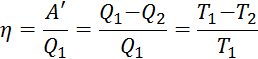 η = A′/Q₁ = (Q₁−Q₂)/Q₁ = (T₁−T₂)/T₁